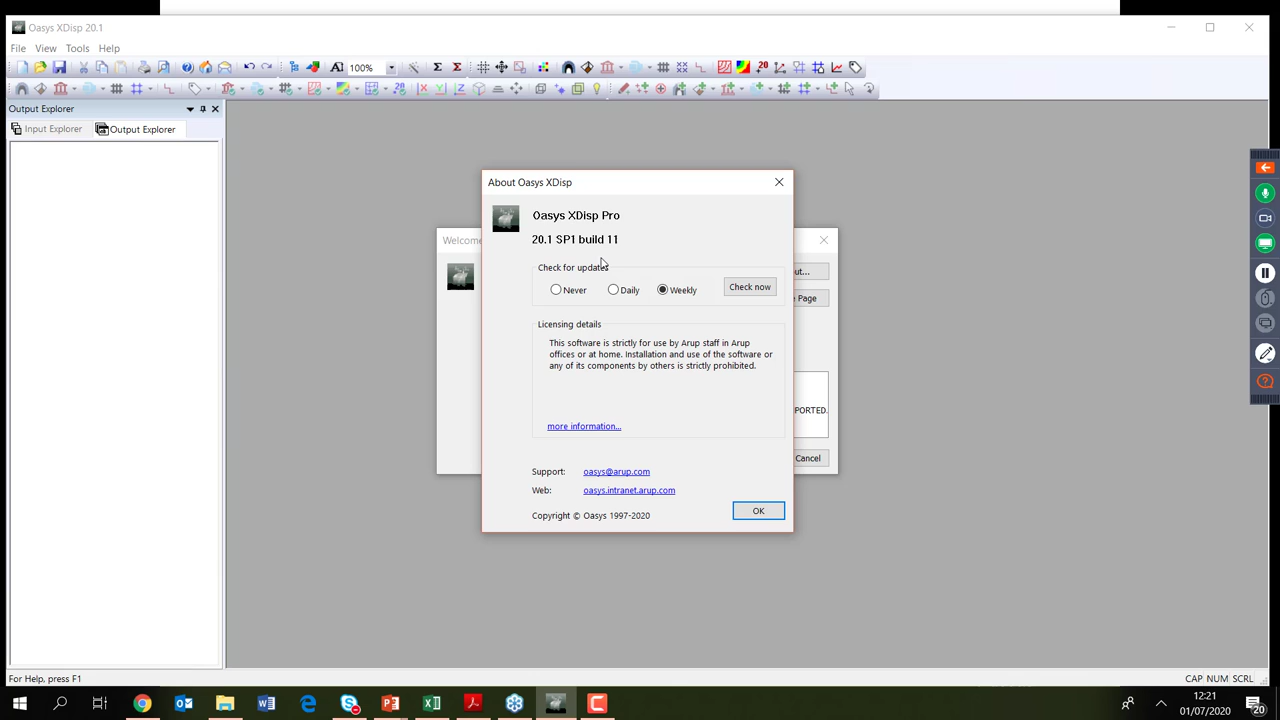 Oasys XDisp 20.1
File View Tools Help
100%
Output Explorer
Input Explorer Output Explorer
Welcome
About Oasys XDisp
Oasys XDisp Pro
20.1 SP1 build 11
Check for updates
Never Daily Weekly Check now
Licensing details
This software is strictly for use by Arup staff in Arup
offices or at home. Installation and use of the software or
any of its components by others is strictly prohibited.
more information...
Support: oasys@arup.com
Web: oasys.intranet.arup.com
Copyright © Oasys 1997-2020
OK
Page
PORTED.
Cancel
For Help, press F1
CAP NUM SCRL
12:21
01/07/2020
20